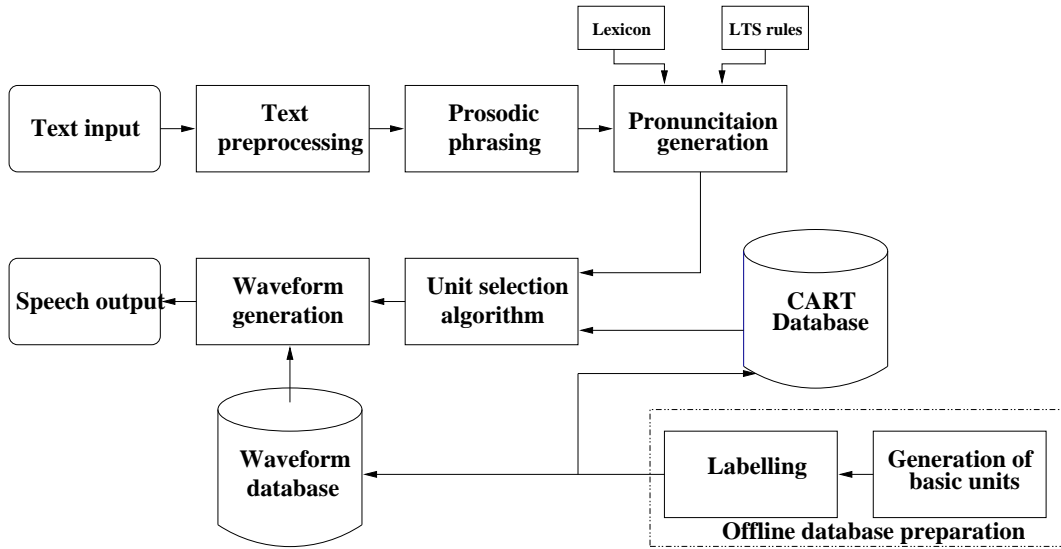 Lexicon
LTS rules
Text input
Text
preprocessing
Prosodic
phrasing
Pronuncitaion
generation
Speech output
Waveform
generation
Unit selection
algorithm
CART
Database
Waveform
database
Labelling
Generation of
basic units
Offline database preparation